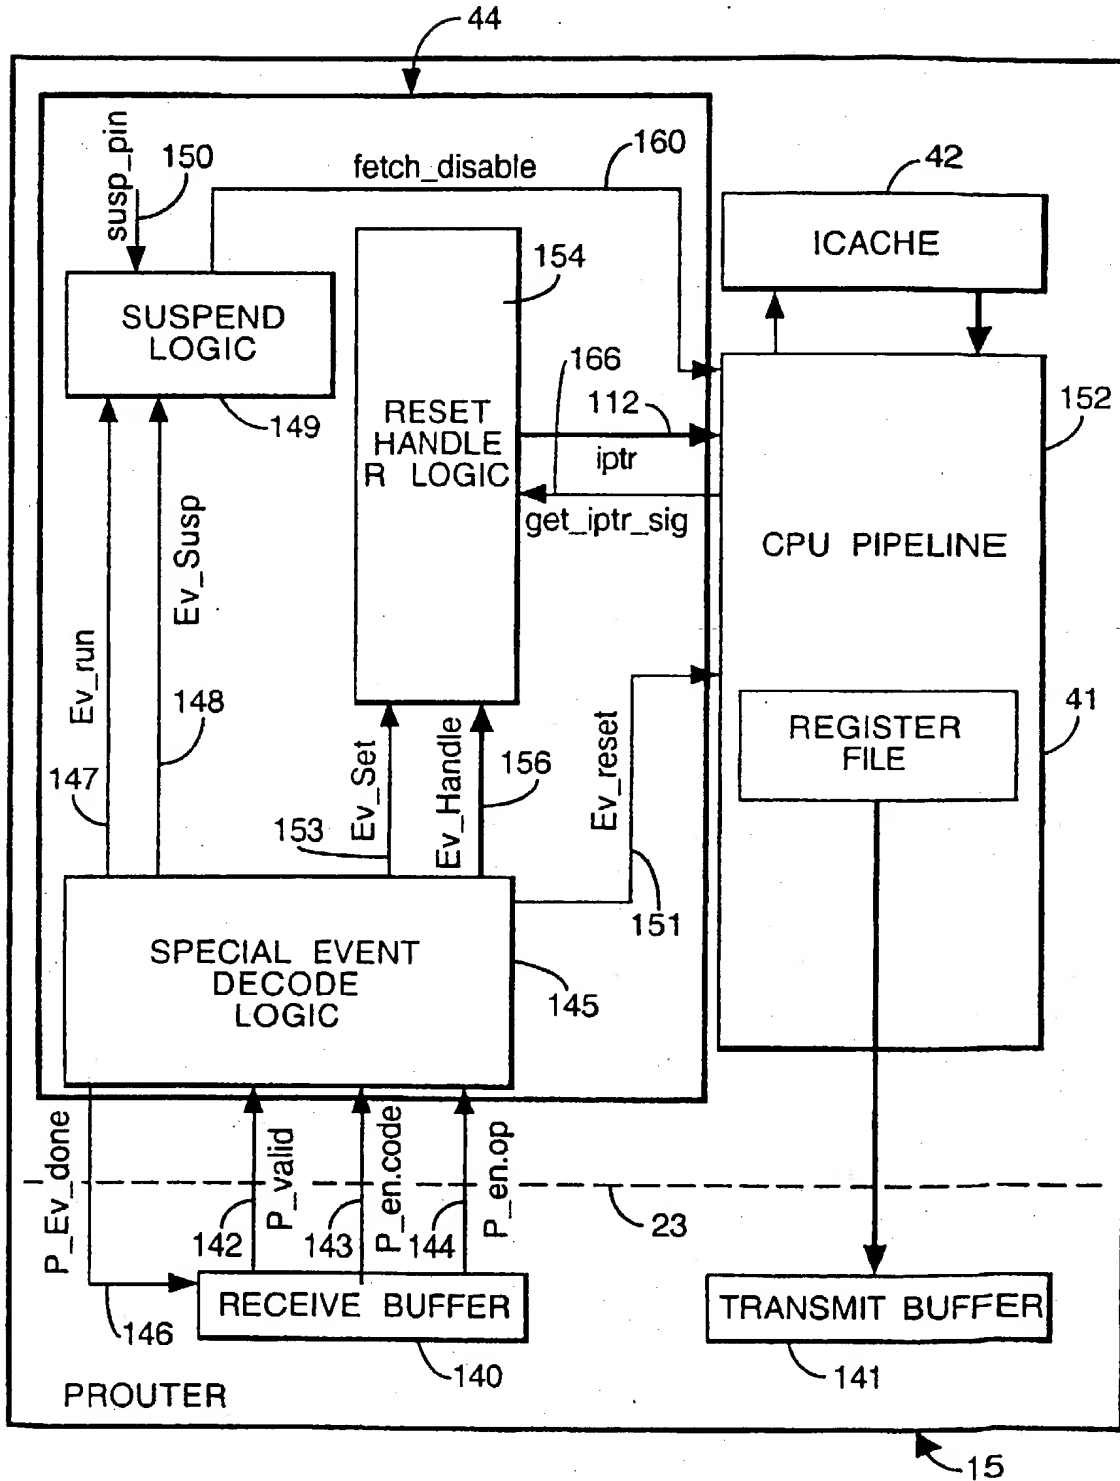 44
susp_pin
150
fetch_disable
160
42
ICACHE
154
SUSPEND
LOGIC
149
166
112
iptr
get_iptr_sig
RESET
HANDLE
R LOGIC
152
CPU PIPELINE
Ev_run
Ev_Susp
147
148
153
Ev_Set
Ev_Handle
156
Ev_reset
151
REGISTER
FILE
41
SPECIAL EVENT
DECODE
LOGIC
145
P_Ev_done
142
P_valid
143
P_en.code
144
P_en.op
23
146
RECEIVE BUFFER
140
TRANSMIT BUFFER
141
PROUTER
15